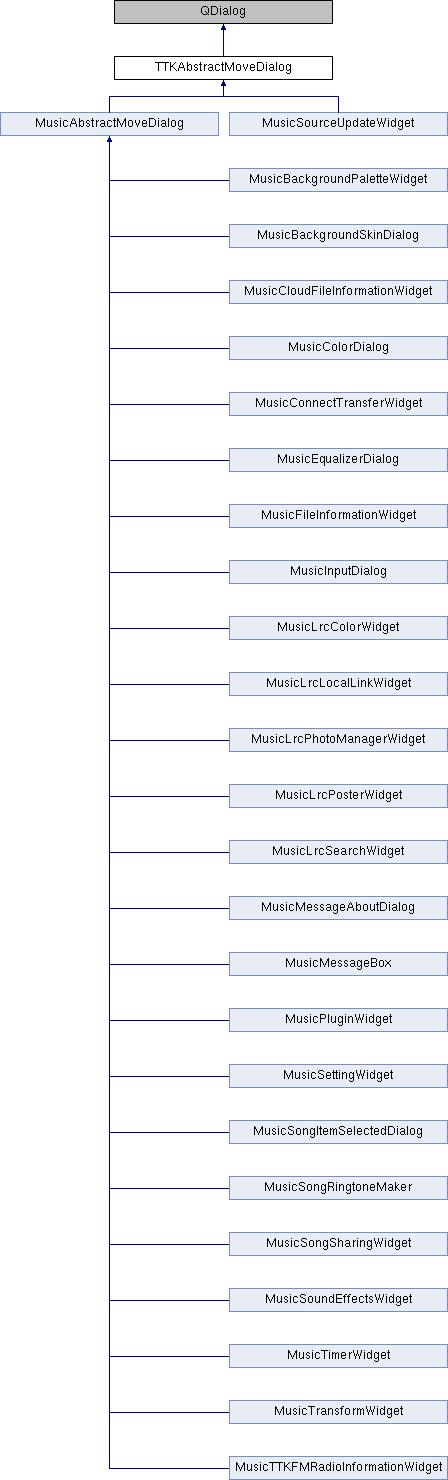 QDialog
TTKAbstractMoveDialog
MusicAbstractMoveDialog
MusicSourceUpdateWidget
MusicBackgroundPaletteWidget
MusicBackgroundSkinDialog
MusicCloudFileInformationWidget
MusicColorDialog
MusicConnectTransferWidget
MusicEqualizerDialog
MusicFileInformationWidget
MusicInputDialog
MusicLrcColorWidget
MusicLrcLocalLinkWidget
MusicLrcPhotoManagerWidget
MusicLrcPosterWidget
MusicLrcSearchWidget
MusicMessageAboutDialog
MusicMessageBox
MusicPluginWidget
MusicSettingWidget
MusicSongItemSelectedDialog
MusicSongRingtoneMaker
MusicSongSharingWidget
MusicSoundEffectsWidget
MusicTimerWidget
MusicTransformWidget
MusicTTKFMRadioInformationWidget